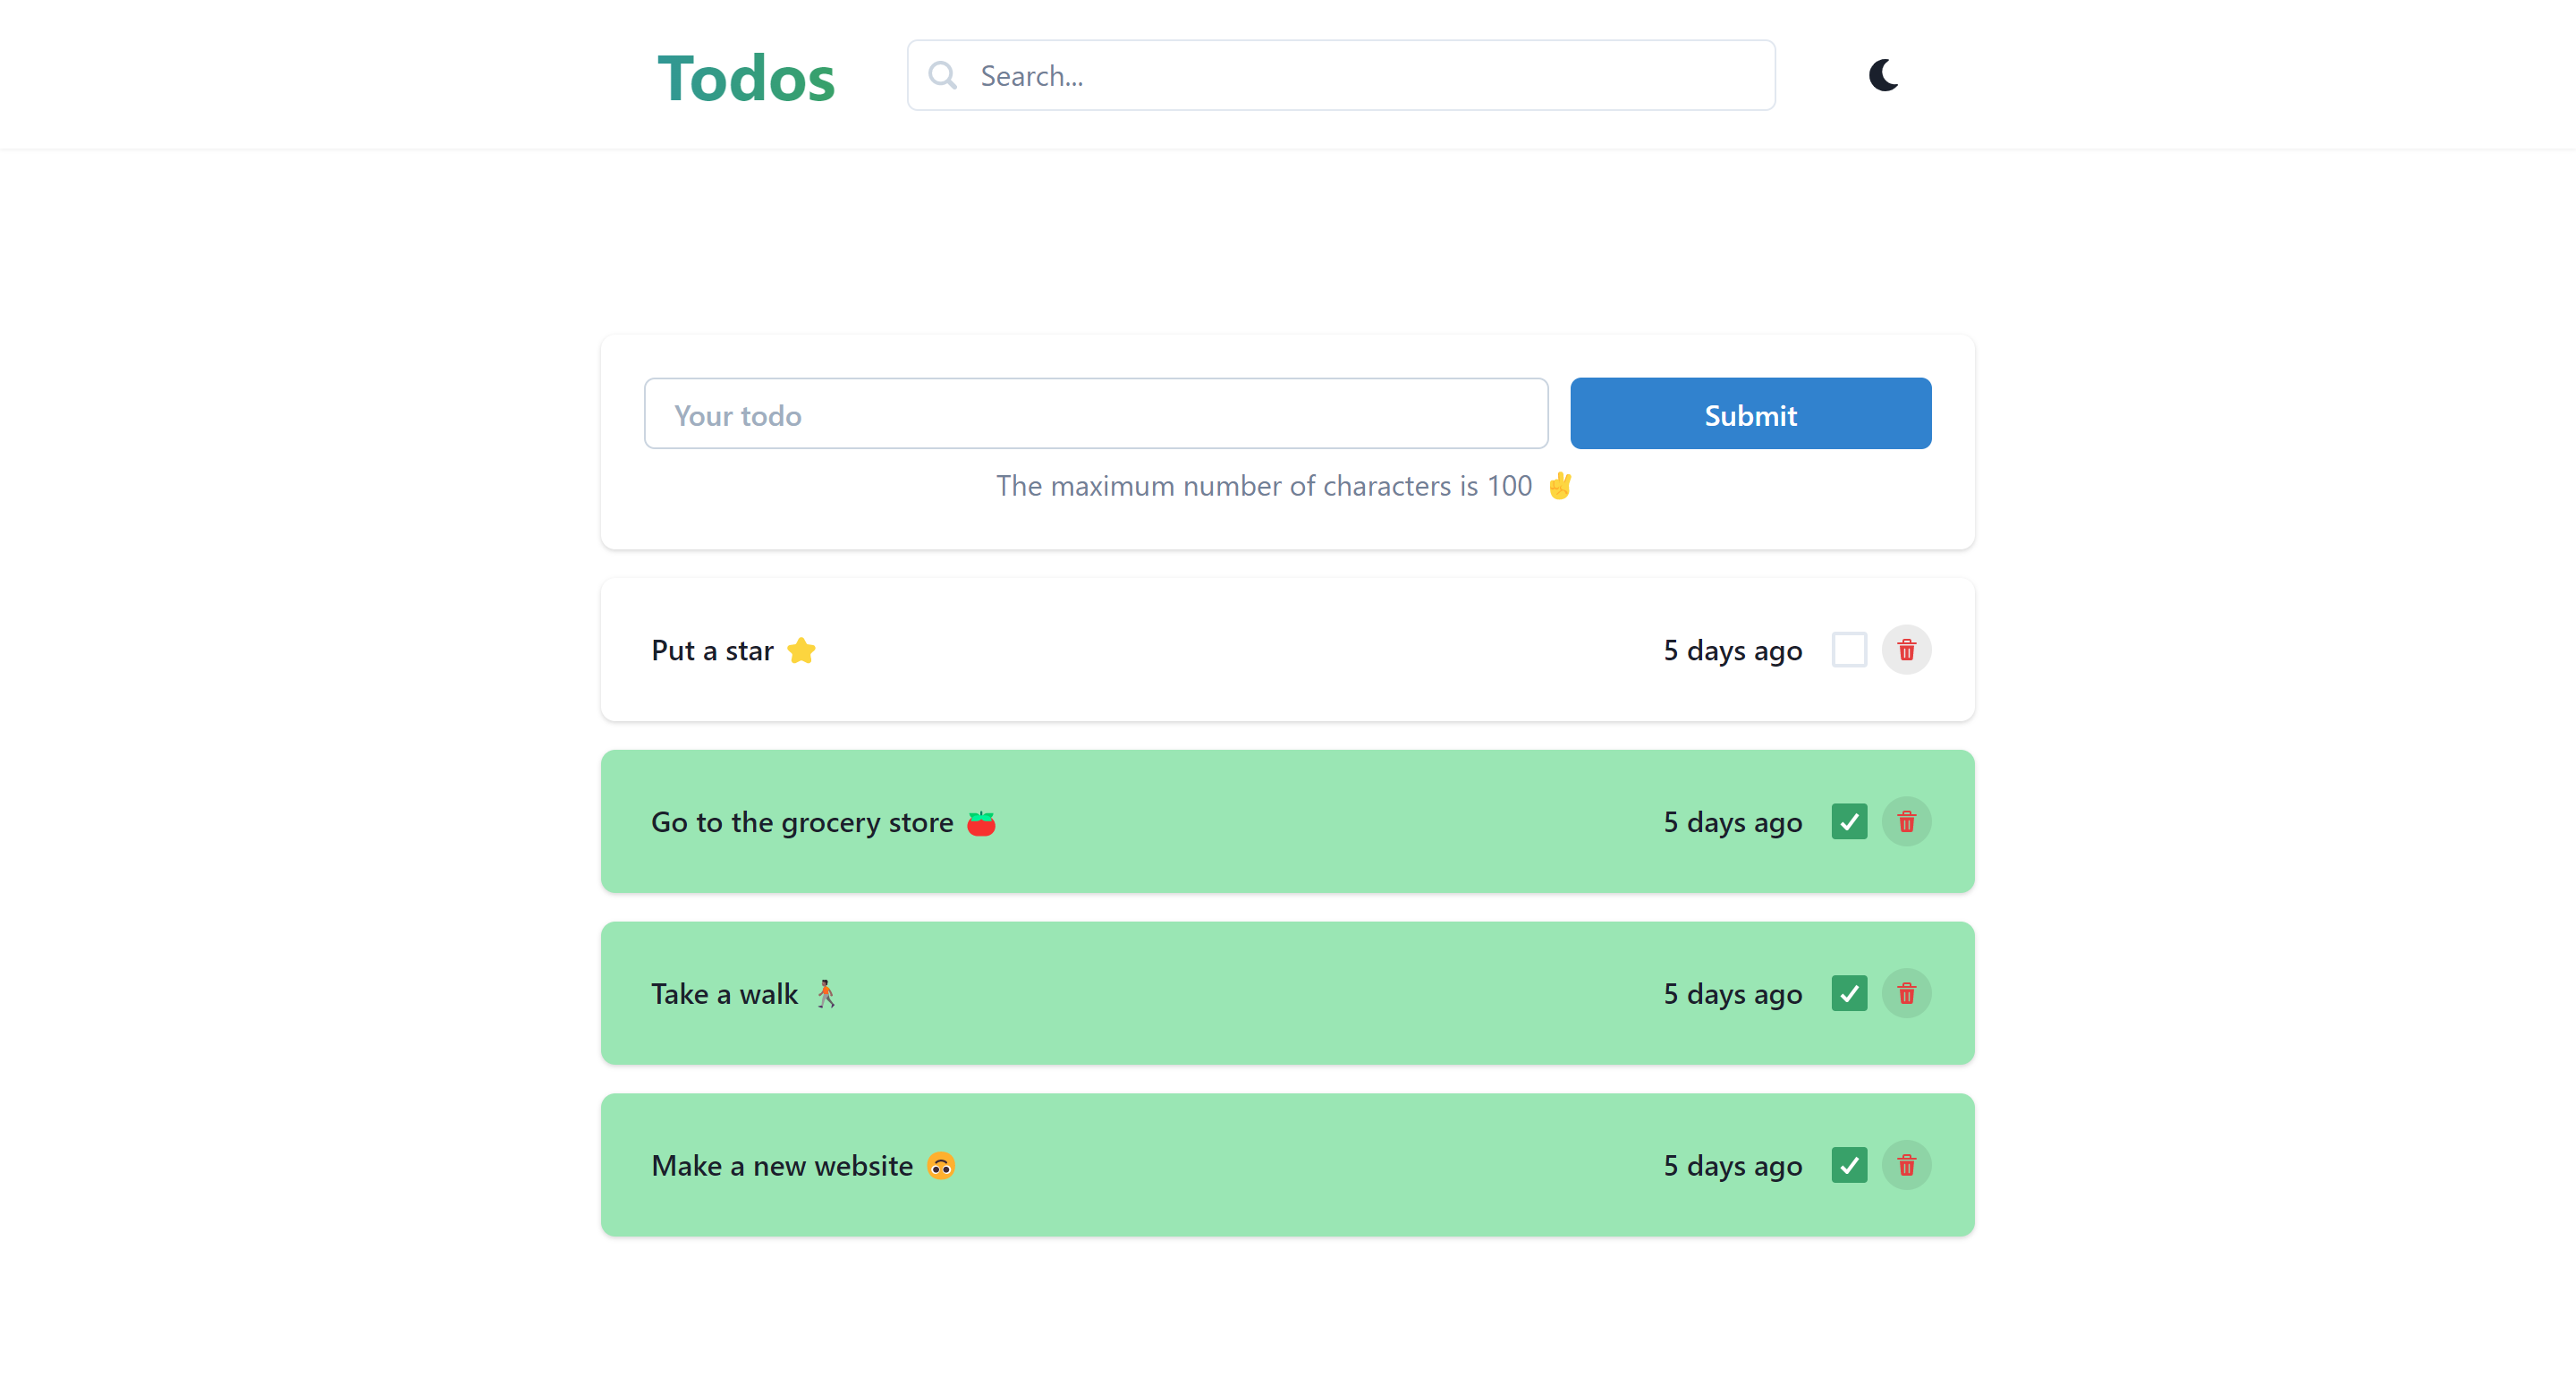 Todos
Search...
Your todo
Submit
The maximum number of characters is 100 ✌️
Put a star ⭐
5 days ago
Go to the grocery store 🍅
5 days ago
Take a walk 🚶🏾
5 days ago
Make a new website 🙃
5 days ago